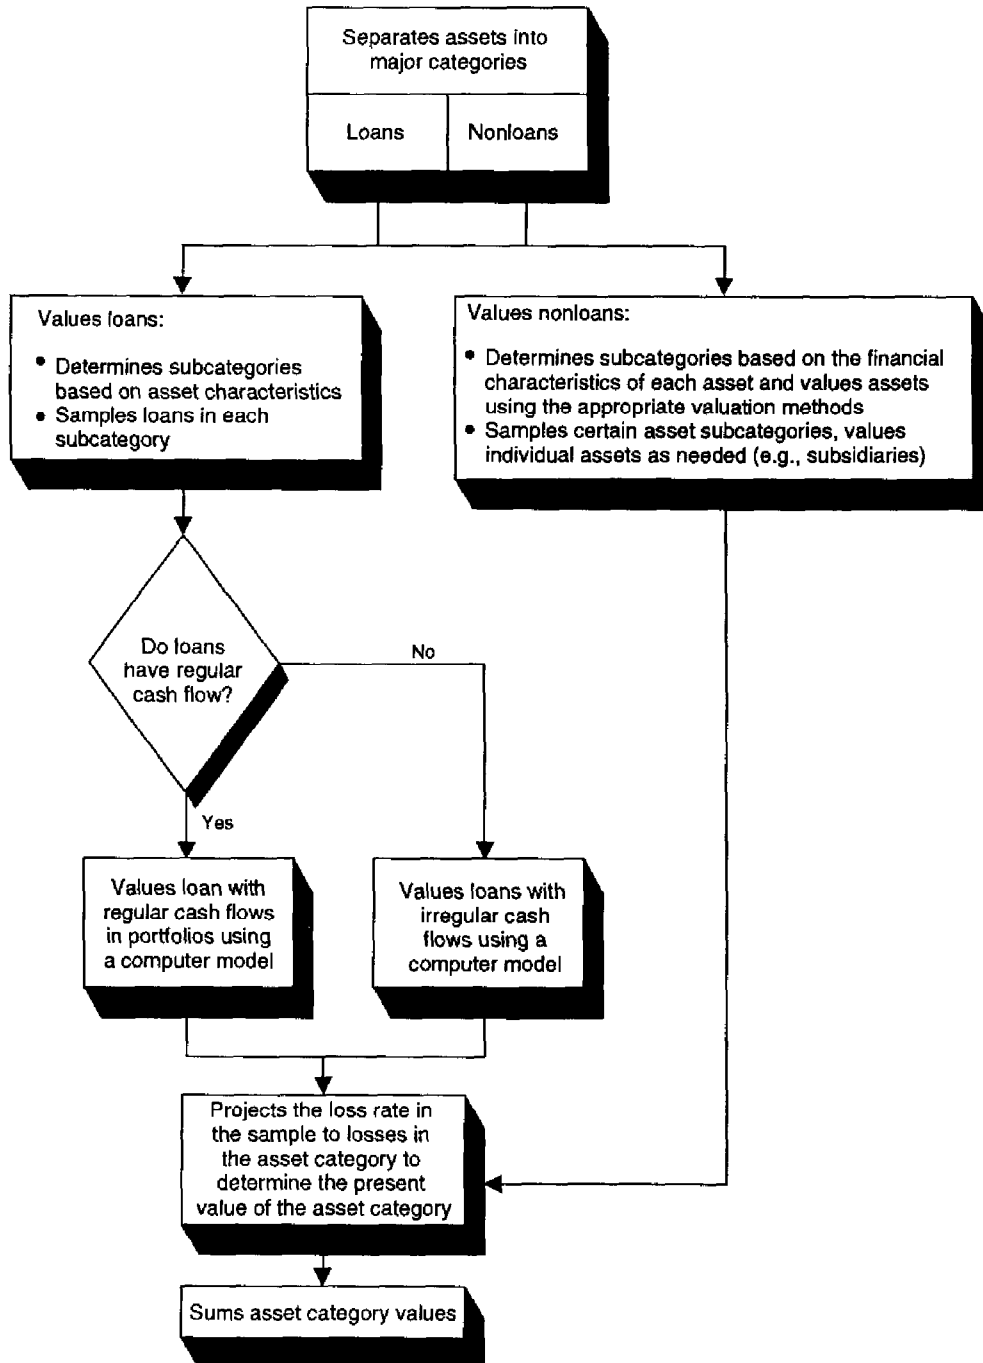 Separates assets into
major categories
Loans
Nonloans
Values loans:
• Determines subcategories
based on asset characteristics
• Samples loans in each
subcategory
Values nonloans:
• Determines subcategories based on the financial
characteristics of each asset and values assets
using the appropriate valuation methods
• Samples certain asset subcategories, values
individual assets as needed (e.g., subsidiaries)
Do loans
have regular
cash flow?
No
Yes
Values loan with
regular cash flows
in portfolios using
a computer model
Values loans with
irregular cash
flows using a
computer model
Projects the loss rate in
the sample to losses in
the asset category to
determine the present
value of the asset category
Sums asset category values